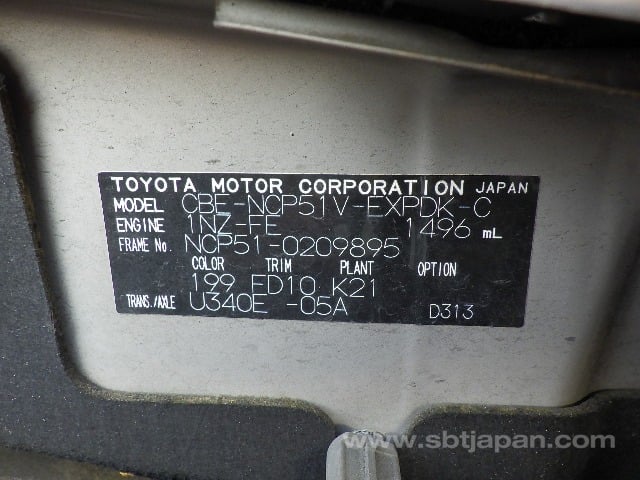 TOYOTA MOTOR CORPORATION JAPAN
MODEL CBE-NCP51V-EXPDK-C
ENGINE 1NZ-FE 1496 mL
FRAME No. NCP51-0209895
COLOR TRIM PLANT OPTION
199 FD10 K21
TRANS./AXLE U340E -05A D313
www.sbtjapan.com